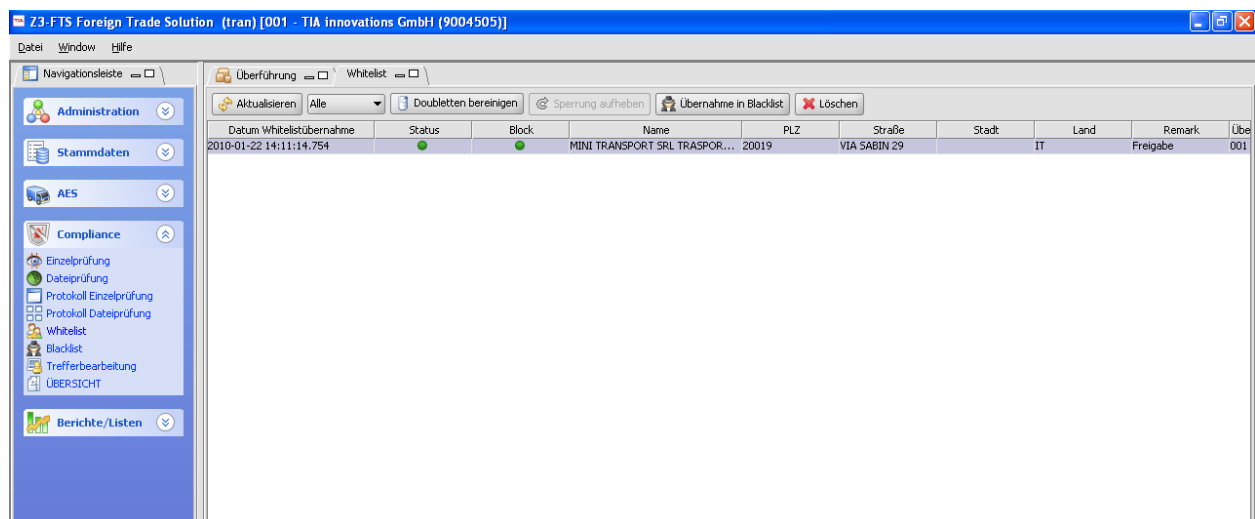 Z3-FTS Foreign Trade Solution (tran) [001 - TIA innovations GmbH (9004505)]
Datei Window Hilfe
Navigationsleiste
Überführung Whitelist
Aktualisieren Alle Doubletten bereinigen Sperrung aufheben Übernahme in Blacklist Löschen
Datum Whitelistübernahme Status Block Name PLZ Straße Stadt Land Remark Übe
2010-01-22 14:11:14.754 MINI TRANSPORT SRL TRASPOR... 20019 VIA SABIN 29 IT Freigabe 001
Administration
Stammdaten
AES
Compliance
Einzelprüfung
Dateiprüfung
Protokoll Einzelprüfung
Protokoll Dateiprüfung
Whitelist
Blacklist
Trefferbearbeitung
ÜBERSICHT
Berichte/Listen